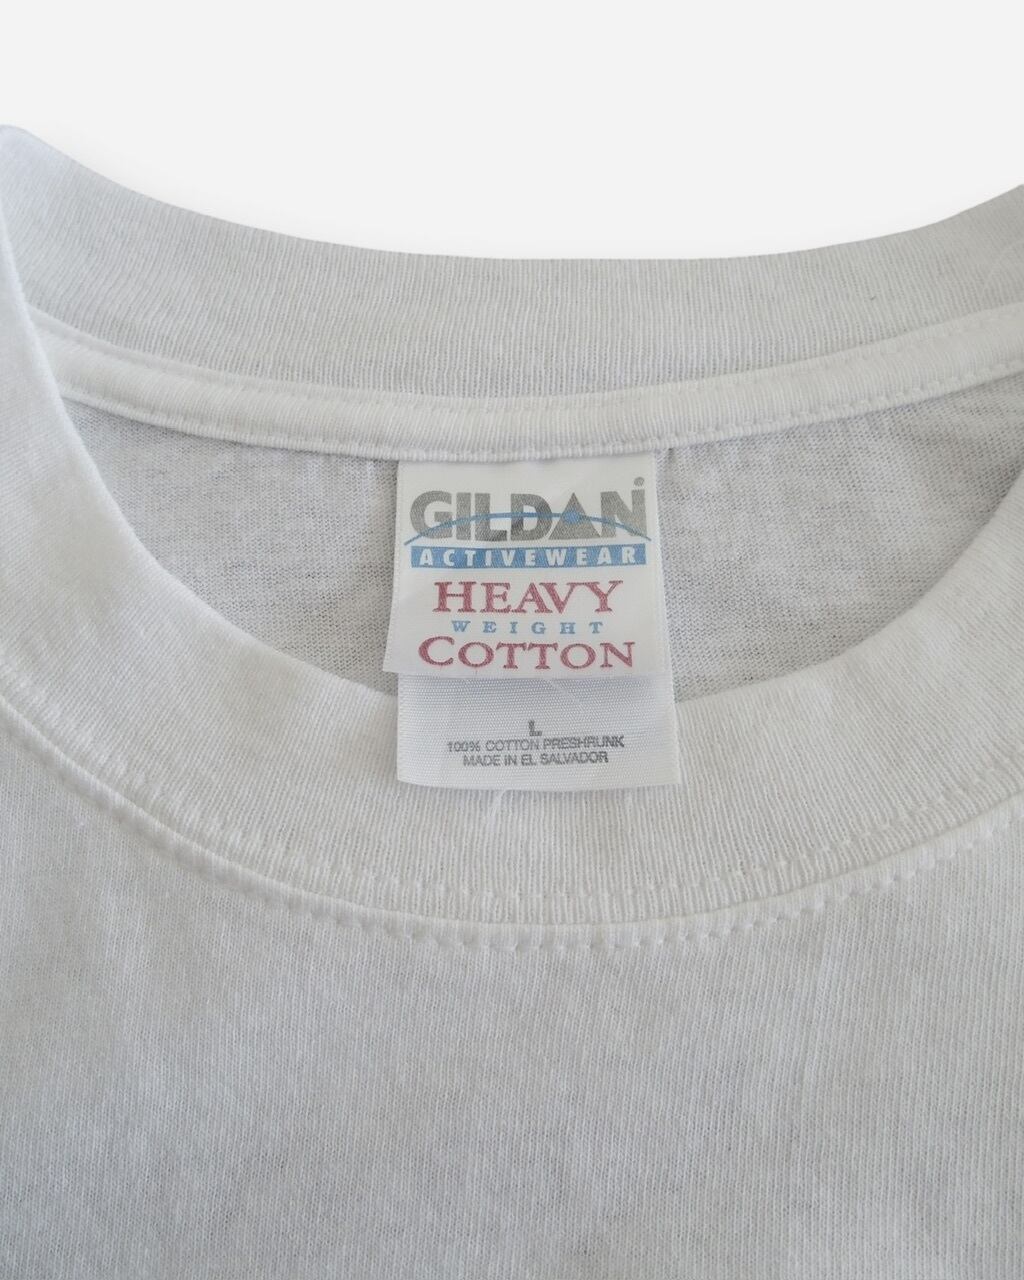 GILDAN
ACTIVEWEAR
HEAVY
WEIGHT
COTTON
L
100% COTTON PRESHRUNK
MADE IN EL SALVADOR